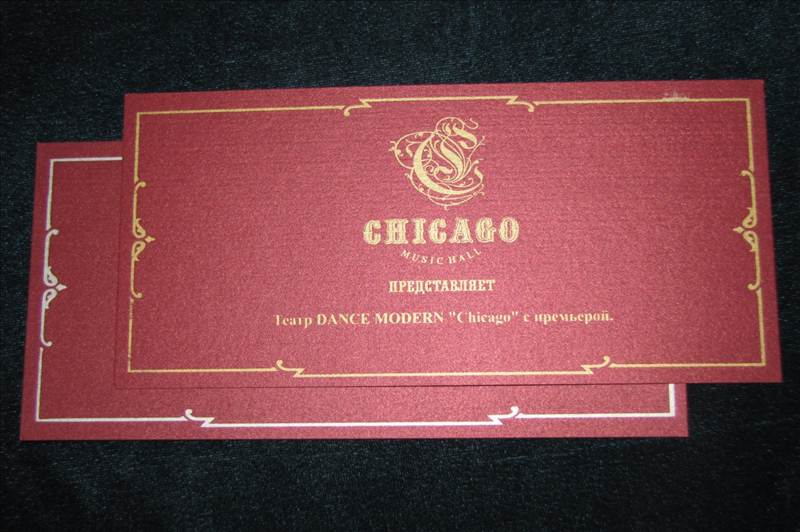 CHICAGO
MUSIC HALL
ПРЕДСТАВЛЯЕТ
Театр DANCE MODERN "Chicago" с премьерой.